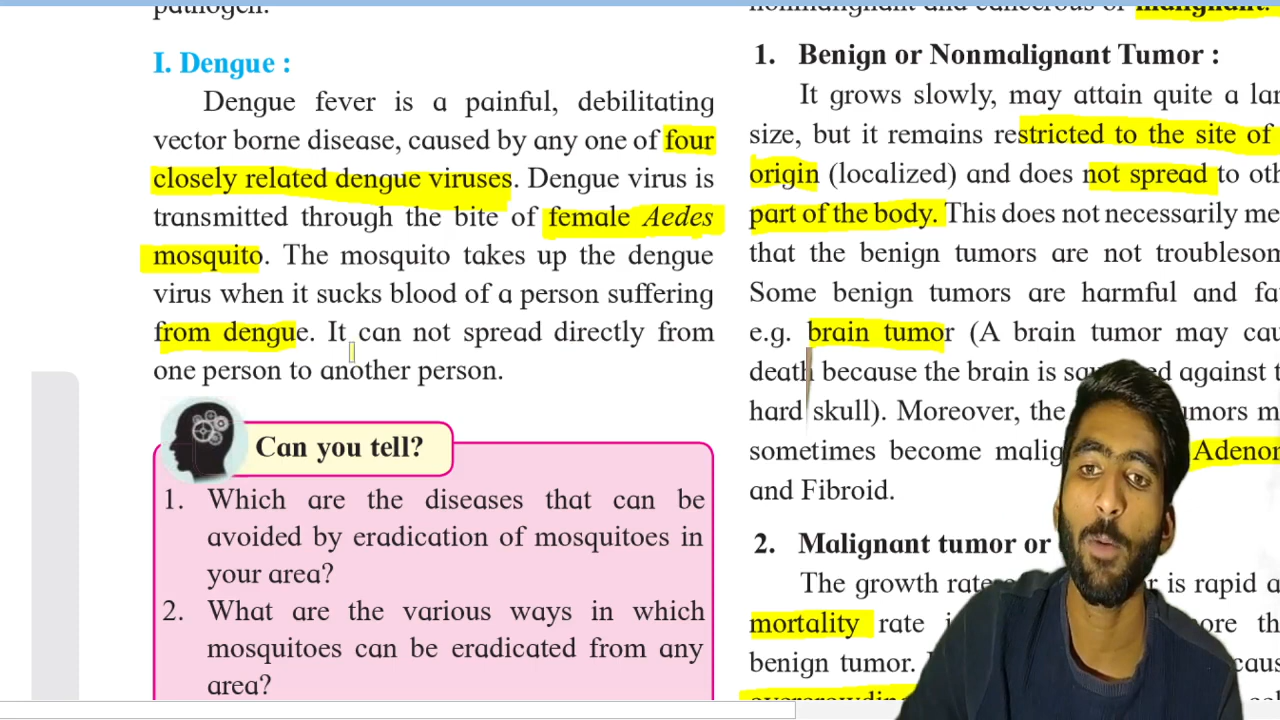 pathogen.
I. Dengue :
Dengue fever is a painful, debilitating
vector borne disease, caused by any one of four
closely related dengue viruses. Dengue virus is
transmitted through the bite of female Aedes
mosquito. The mosquito takes up the dengue
virus when it sucks blood of a person suffering
from dengue. It can not spread directly from
one person to another person.
Can you tell?
1. Which are the diseases that can be
avoided by eradication of mosquitoes in
your area?
2. What are the various ways in which
mosquitoes can be eradicated from any
area?
malignant.
1. Benign or Nonmalignant Tumor :
It grows slowly, may attain quite a
size, but it remains restricted to the site of
origin (localized) and does not spread to
part of the body. This does not necessarily
that the benign tumors are not
Some benign tumors are harmful and
e.g. brain tumor (A brain tumor may
death because the brain is against
hard skull). Moreover, the
sometimes become
and Fibroid.
2. Malignant tumor or
The growth rate is rapid
mortality rate
benign tumor.